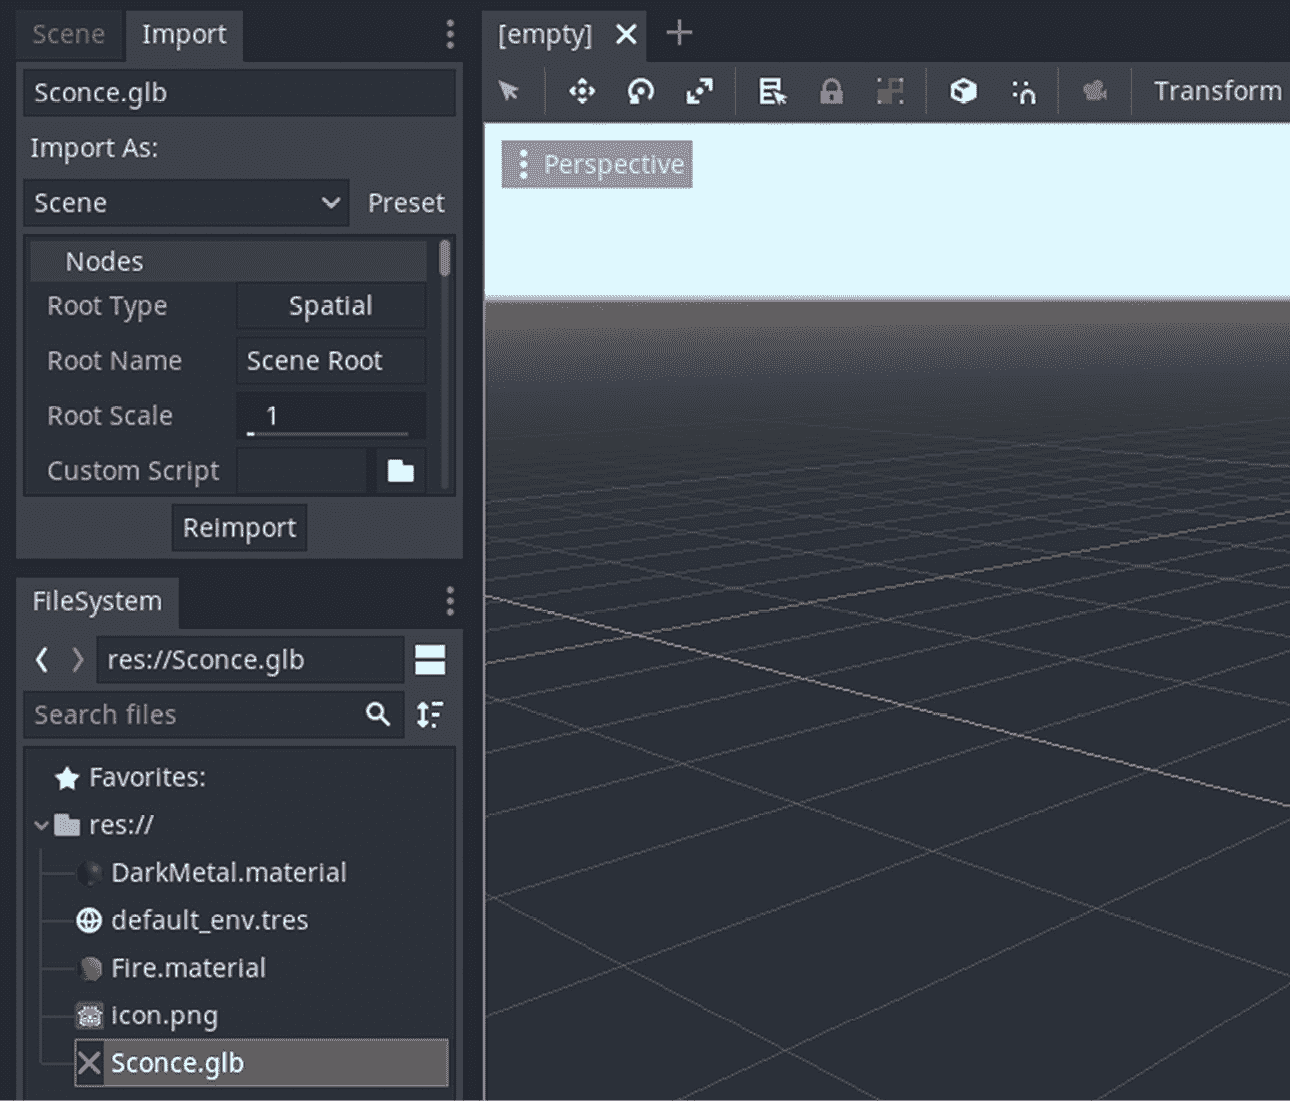 Scene Import
Sconce.glb
Import As:
Scene Preset
Nodes
Root Type Spatial
Root Name Scene Root
Root Scale 1
Custom Script
Reimport
FileSystem
res://Sconce.glb
Search files
Favorites:
res://
DarkMetal.material
default_env.tres
Fire.material
icon.png
Sconce.glb
[empty]
Transform
Perspective